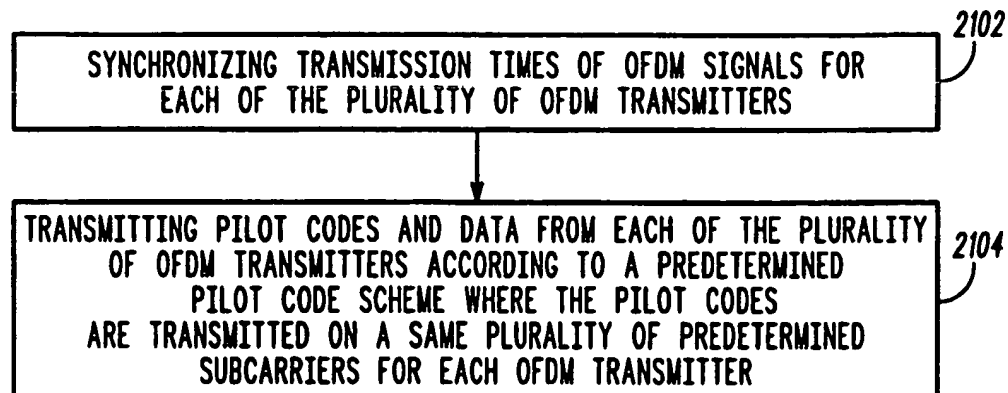 2102
SYNCHRONIZING TRANSMISSION TIMES OF OFDM SIGNALS FOR
EACH OF THE PLURALITY OF OFDM TRANSMITTERS
TRANSMITTING PILOT CODES AND DATA FROM EACH OF THE PLURALITY
OF OFDM TRANSMITTERS ACCORDING TO A PREDETERMINED
PILOT CODE SCHEME WHERE THE PILOT CODES
ARE TRANSMITTED ON A SAME PLURALITY OF PREDETERMINED
SUBCARRIERS FOR EACH OFDM TRANSMITTER
2104